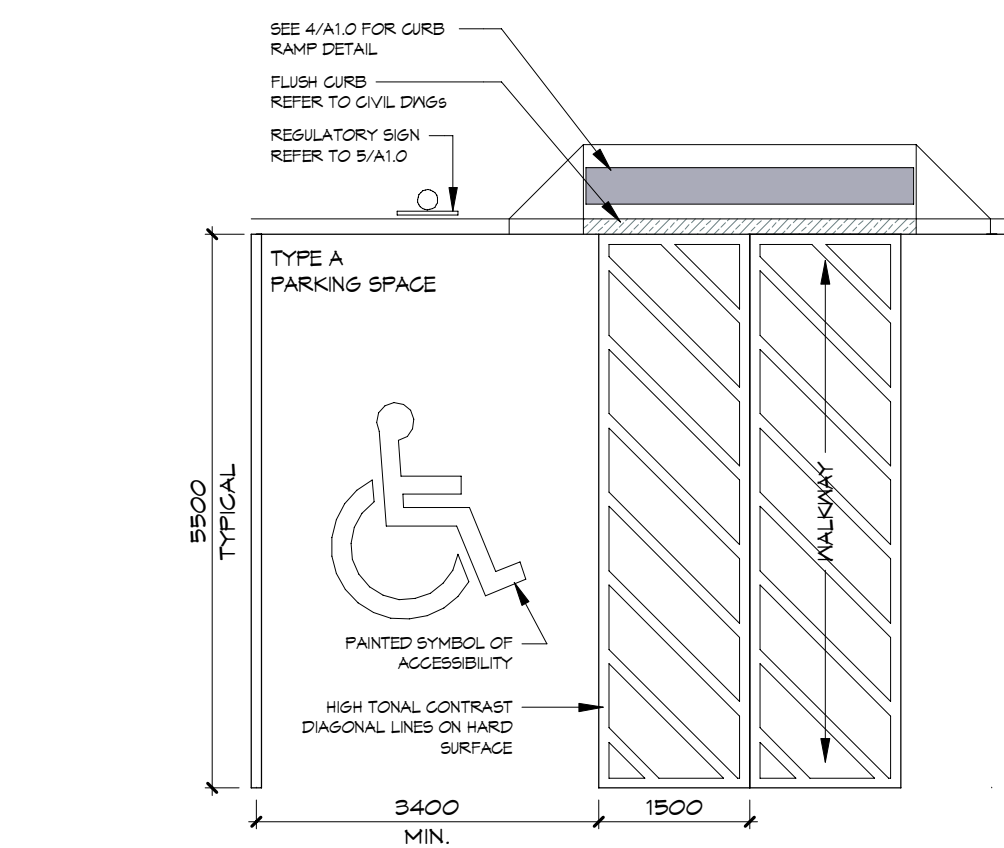 SEE 4/A1.0 FOR CURB
RAMP DETAIL
FLUSH CURB
REFER TO CIVIL DWGs
REGULATORY SIGN
REFER TO 5/A1.0
TYPE A
PARKING SPACE
5500
TYPICAL
WALKWAY
PAINTED SYMBOL OF
ACCESSIBILITY
HIGH TONAL CONTRAST
DIAGONAL LINES ON HARD
SURFACE
3400
MIN.
1500